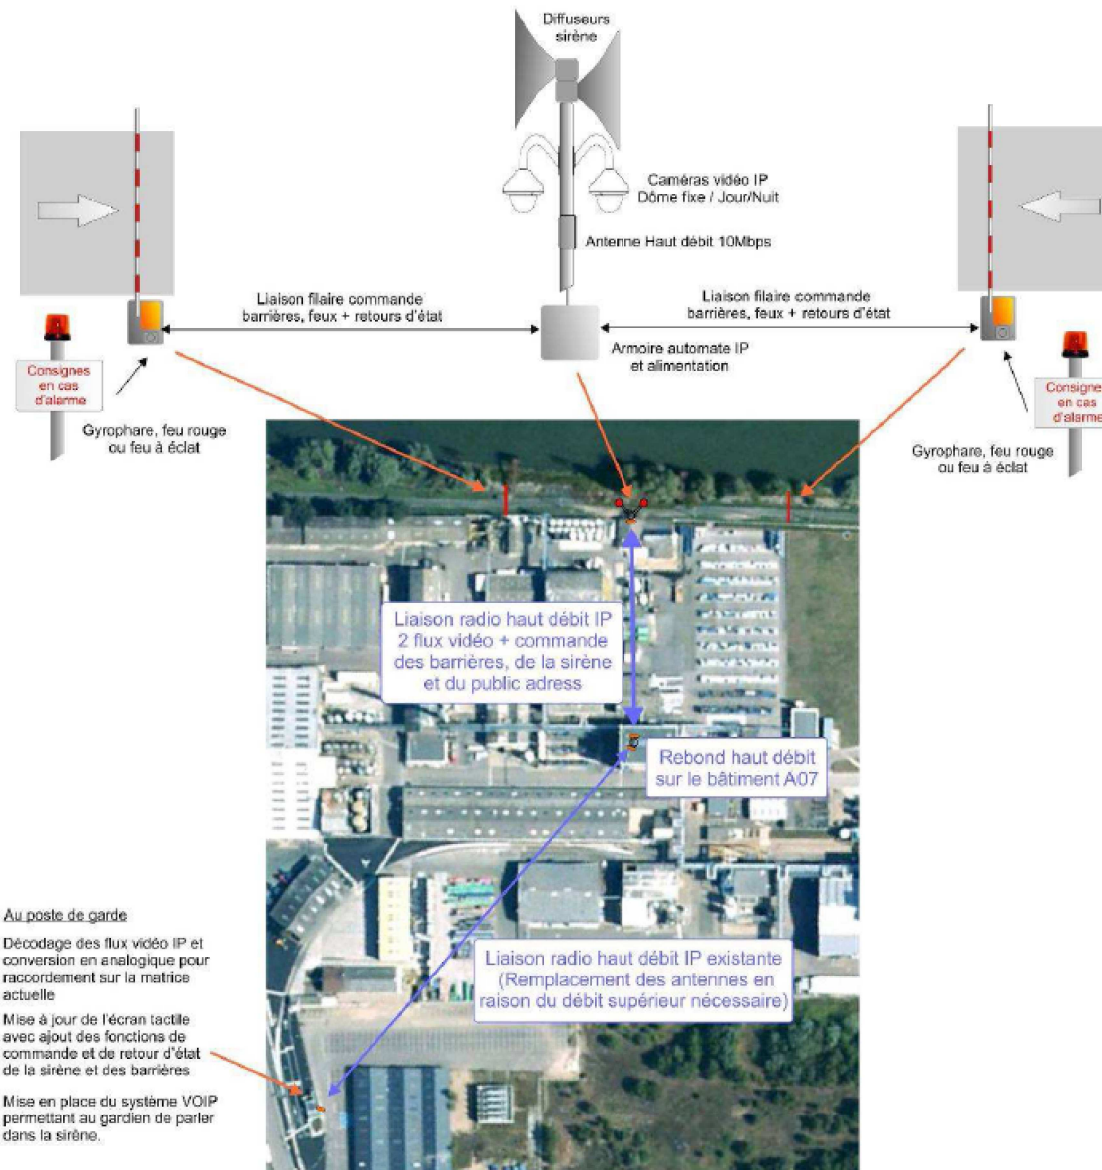 Diffuseurs
sirène
Caméras vidéo IP
Dôme fixe / Jour/Nuit
Antenne Haut débit 10Mbps
Liaison filaire commande
barrières, feux + retours d'état
Liaison filaire commande
barrières, feux + retours d'état
Armoire automate IP
et alimentation
Consignes
en cas
d'alarme
Gyrophare, feu rouge
ou feu à éclat
Consigne
en cas
d'alarme
Gyrophare, feu rouge
ou feu à éclat
Liaison radio haut débit IP
2 flux vidéo + commande
des barrières, de la sirène
et du public adress
Rebond haut débit
sur le bâtiment A07
Liaison radio haut débit IP existante
(Remplacement des antennes en
raison du débit supérieur nécessaire)
Au poste de garde
Décodage des flux vidéo IP et
conversion en analogique pour
raccordement sur la matrice
actuelle
Mise à jour de l'écran tactile
avec ajout des fonctions de
commande et de retour d'état
de la sirène et des barrières
Mise en place du système VOIP
permettant au gardien de parler
dans la sirène.